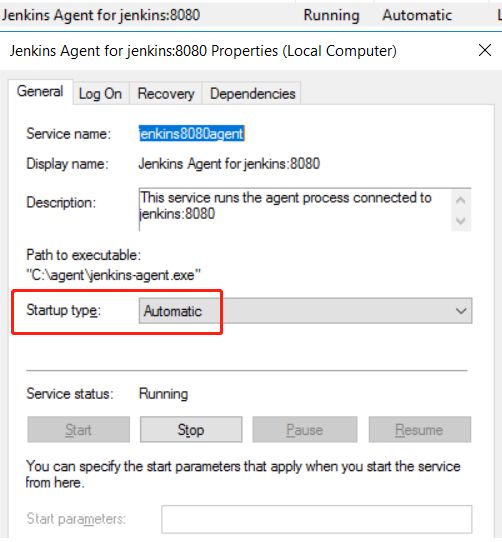 Jenkins Agent for jenkins:8080 Running Automatic L
Jenkins Agent for jenkins:8080 Properties (Local Computer)
General Log On Recovery Dependencies
Service name: jenkins8080agent
Display name: Jenkins Agent for jenkins:8080
Description: This service runs the agent process connected to
jenkins:8080
Path to executable:
"C:\agent\jenkins-agent.exe"
Startup type: Automatic
Service status: Running
Start Stop Pause Resume
You can specify the start parameters that apply when you start the service
from here.
Start parameters: